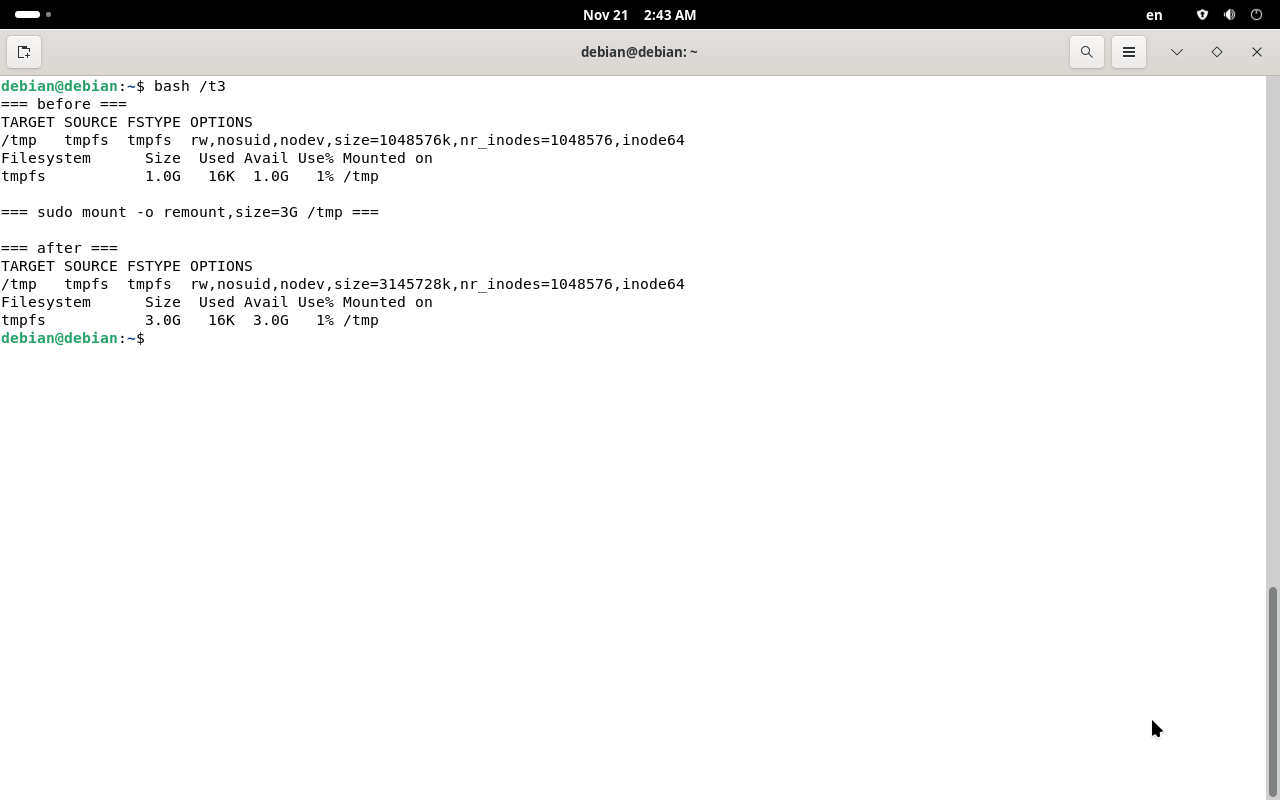 Nov 21 2:43 AM
en
debian@debian: ~
debian@debian:~$ bash /t3
=== before ===
TARGET SOURCE FSTYPE OPTIONS
/tmp   tmpfs  tmpfs  rw,nosuid,nodev,size=1048576k,nr_inodes=1048576,inode64
Filesystem      Size  Used Avail Use% Mounted on
tmpfs           1.0G   16K  1.0G   1% /tmp

=== sudo mount -o remount,size=3G /tmp ===

=== after ===
TARGET SOURCE FSTYPE OPTIONS
/tmp   tmpfs  tmpfs  rw,nosuid,nodev,size=3145728k,nr_inodes=1048576,inode64
Filesystem      Size  Used Avail Use% Mounted on
tmpfs           3.0G   16K  3.0G   1% /tmp
debian@debian:~$